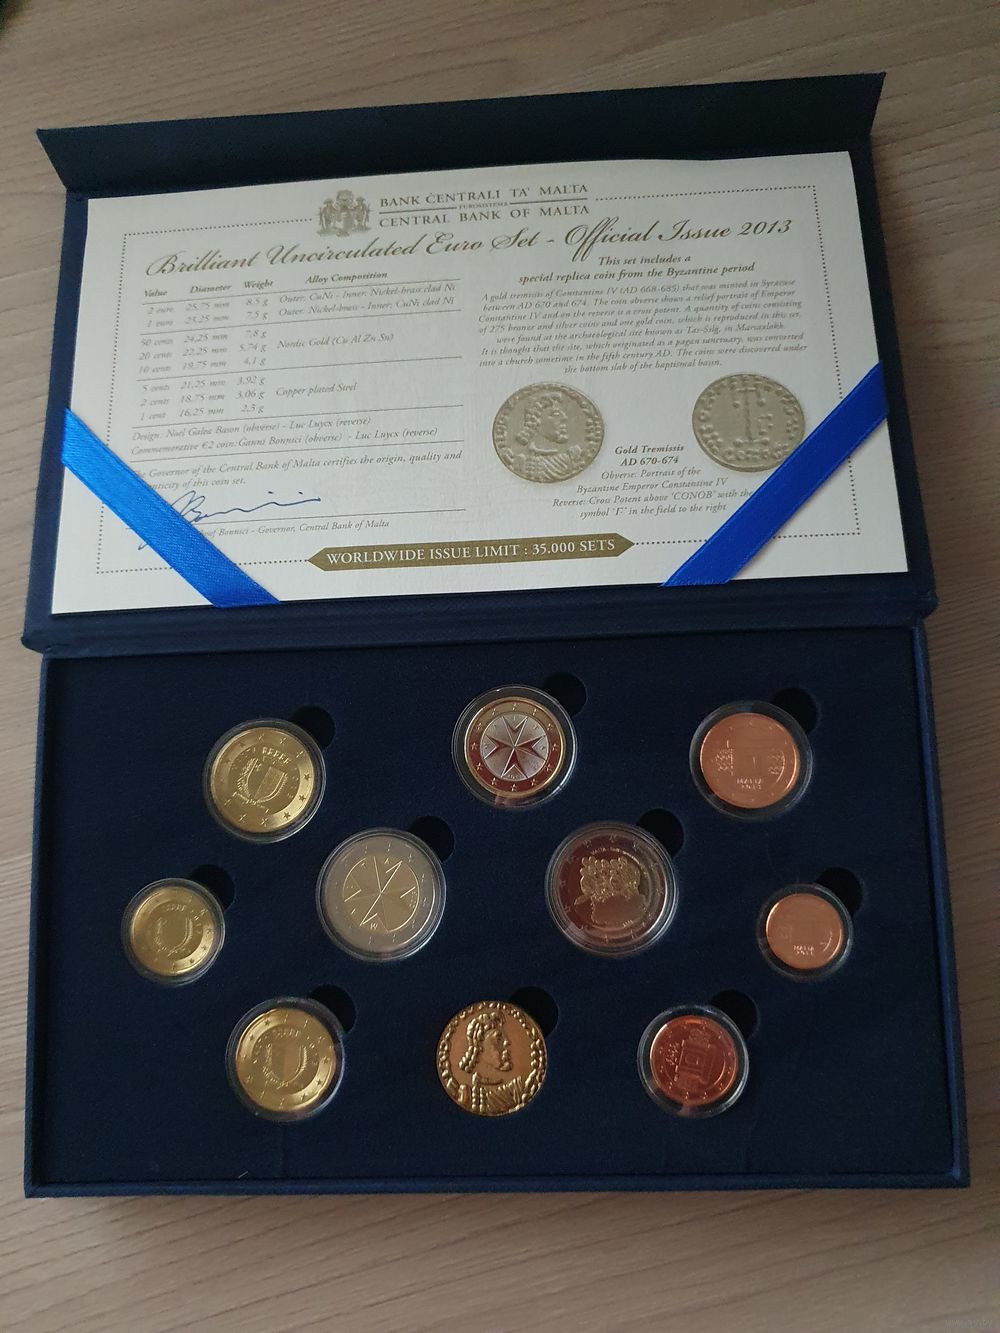 BANK ĊENTRALI TA' MALTA
EUROSISTEMA
CENTRAL BANK OF MALTA
Brilliant Uncirculated Euro Set - Official Issue 2013
Value Diameter Weight Alloy Composition
2 euro 25.75 mm 8.5 g Outer: CuNi - Inner: Nickel-brass clad Ni
1 euro 23.25 mm 7.5 g Outer: Nickel-brass - Inner: CuNi clad Ni
50 cents 24.25 mm 7.8 g
20 cents 22.25 mm 5.74 g Nordic Gold (Cu Al Zn Sn)
10 cents 19.75 mm 4.1 g
5 cents 21.25 mm 3.92 g
2 cents 18.75 mm 3.06 g Copper plated Steel
1 cent 16.25 mm 2.3 g
Design: Noel Galea Bason (obverse) - Luc Luycx (reverse)
Commemorative €2 coin: Ganni Bonnici (obverse) - Luc Luycx (reverse)
The Governor of the Central Bank of Malta certifies the origin, quality and
of this coin set.
Bonnici - Governor, Central Bank of Malta
This set includes a
special replica coin from the Byzantine period
A gold tremissis of Constantine IV (AD 668-685) that was minted in Syracuse
between AD 670 and 674. The coin obverse shows a relief portrait of Emperor
Constantine IV and on the reverse is a cross potent. A quantity of coins consisting
of 275 bronze and silver coins and one gold coin, which is reproduced in this set,
were found at the archaeological site known as Tas-Silġ, in Marsaxlokk.
It is thought that the site, which originated as a pagan sanctuary, was converted
into a church sometime in the fifth century AD. The coins were discovered under
the bottom slab of the baptismal basin.
Gold Tremissis
AD 670-674
Obverse: Portrait of the
Byzantine Emperor Constantine IV
Reverse: Cross Potent above 'CONOB' with the
symbol 'Γ' in the field to the right
WORLDWIDE ISSUE LIMIT : 35.000 SETS
MALTA
MALTA